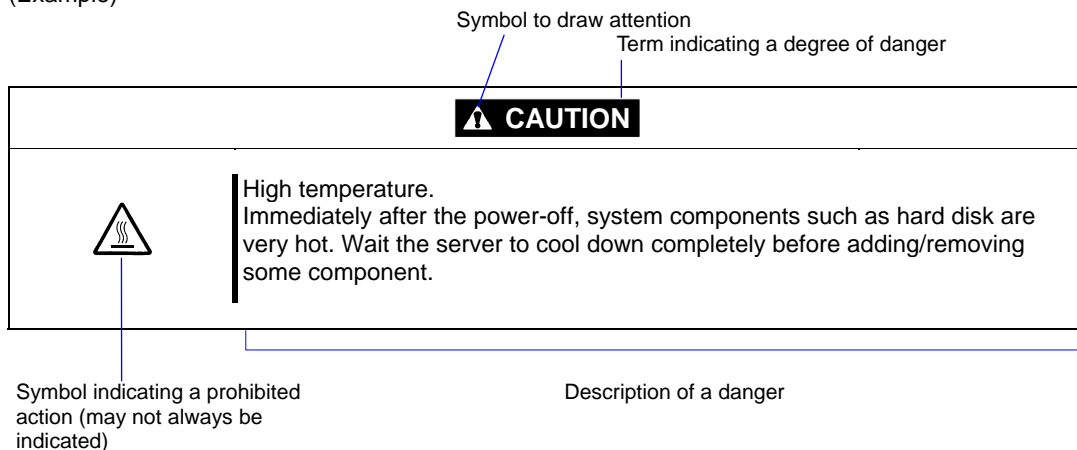 (Example)
Symbol to draw attention
Term indicating a degree of danger
CAUTION
High temperature.
Immediately after the power-off, system components such as hard disk are
very hot. Wait the server to cool down completely before adding/removing
some component.
Symbol indicating a prohibited
action (may not always be
indicated)
Description of a danger